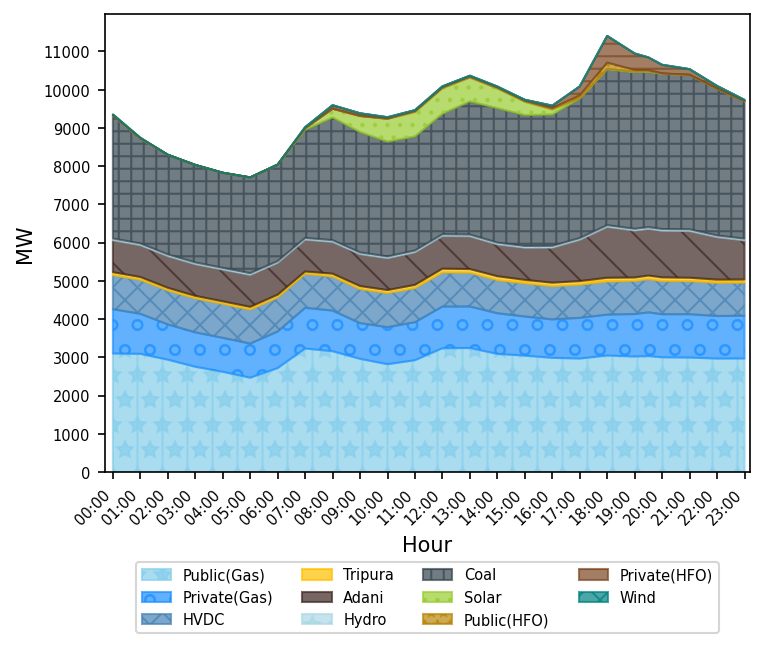 MW
11000
10000
9000
8000
7000
6000
5000
4000
3000
2000
1000
0
00:00 01:00 02:00 03:00 04:00 05:00 06:00 07:00 08:00 09:00 10:00 11:00 12:00 13:00 14:00 15:00 16:00 17:00 18:00 19:00 20:00 21:00 22:00 23:00
Hour
Public(Gas) Tripura Coal Private(HFO)
Private(Gas) Adani Solar Wind
HVDC Hydro Public(HFO)